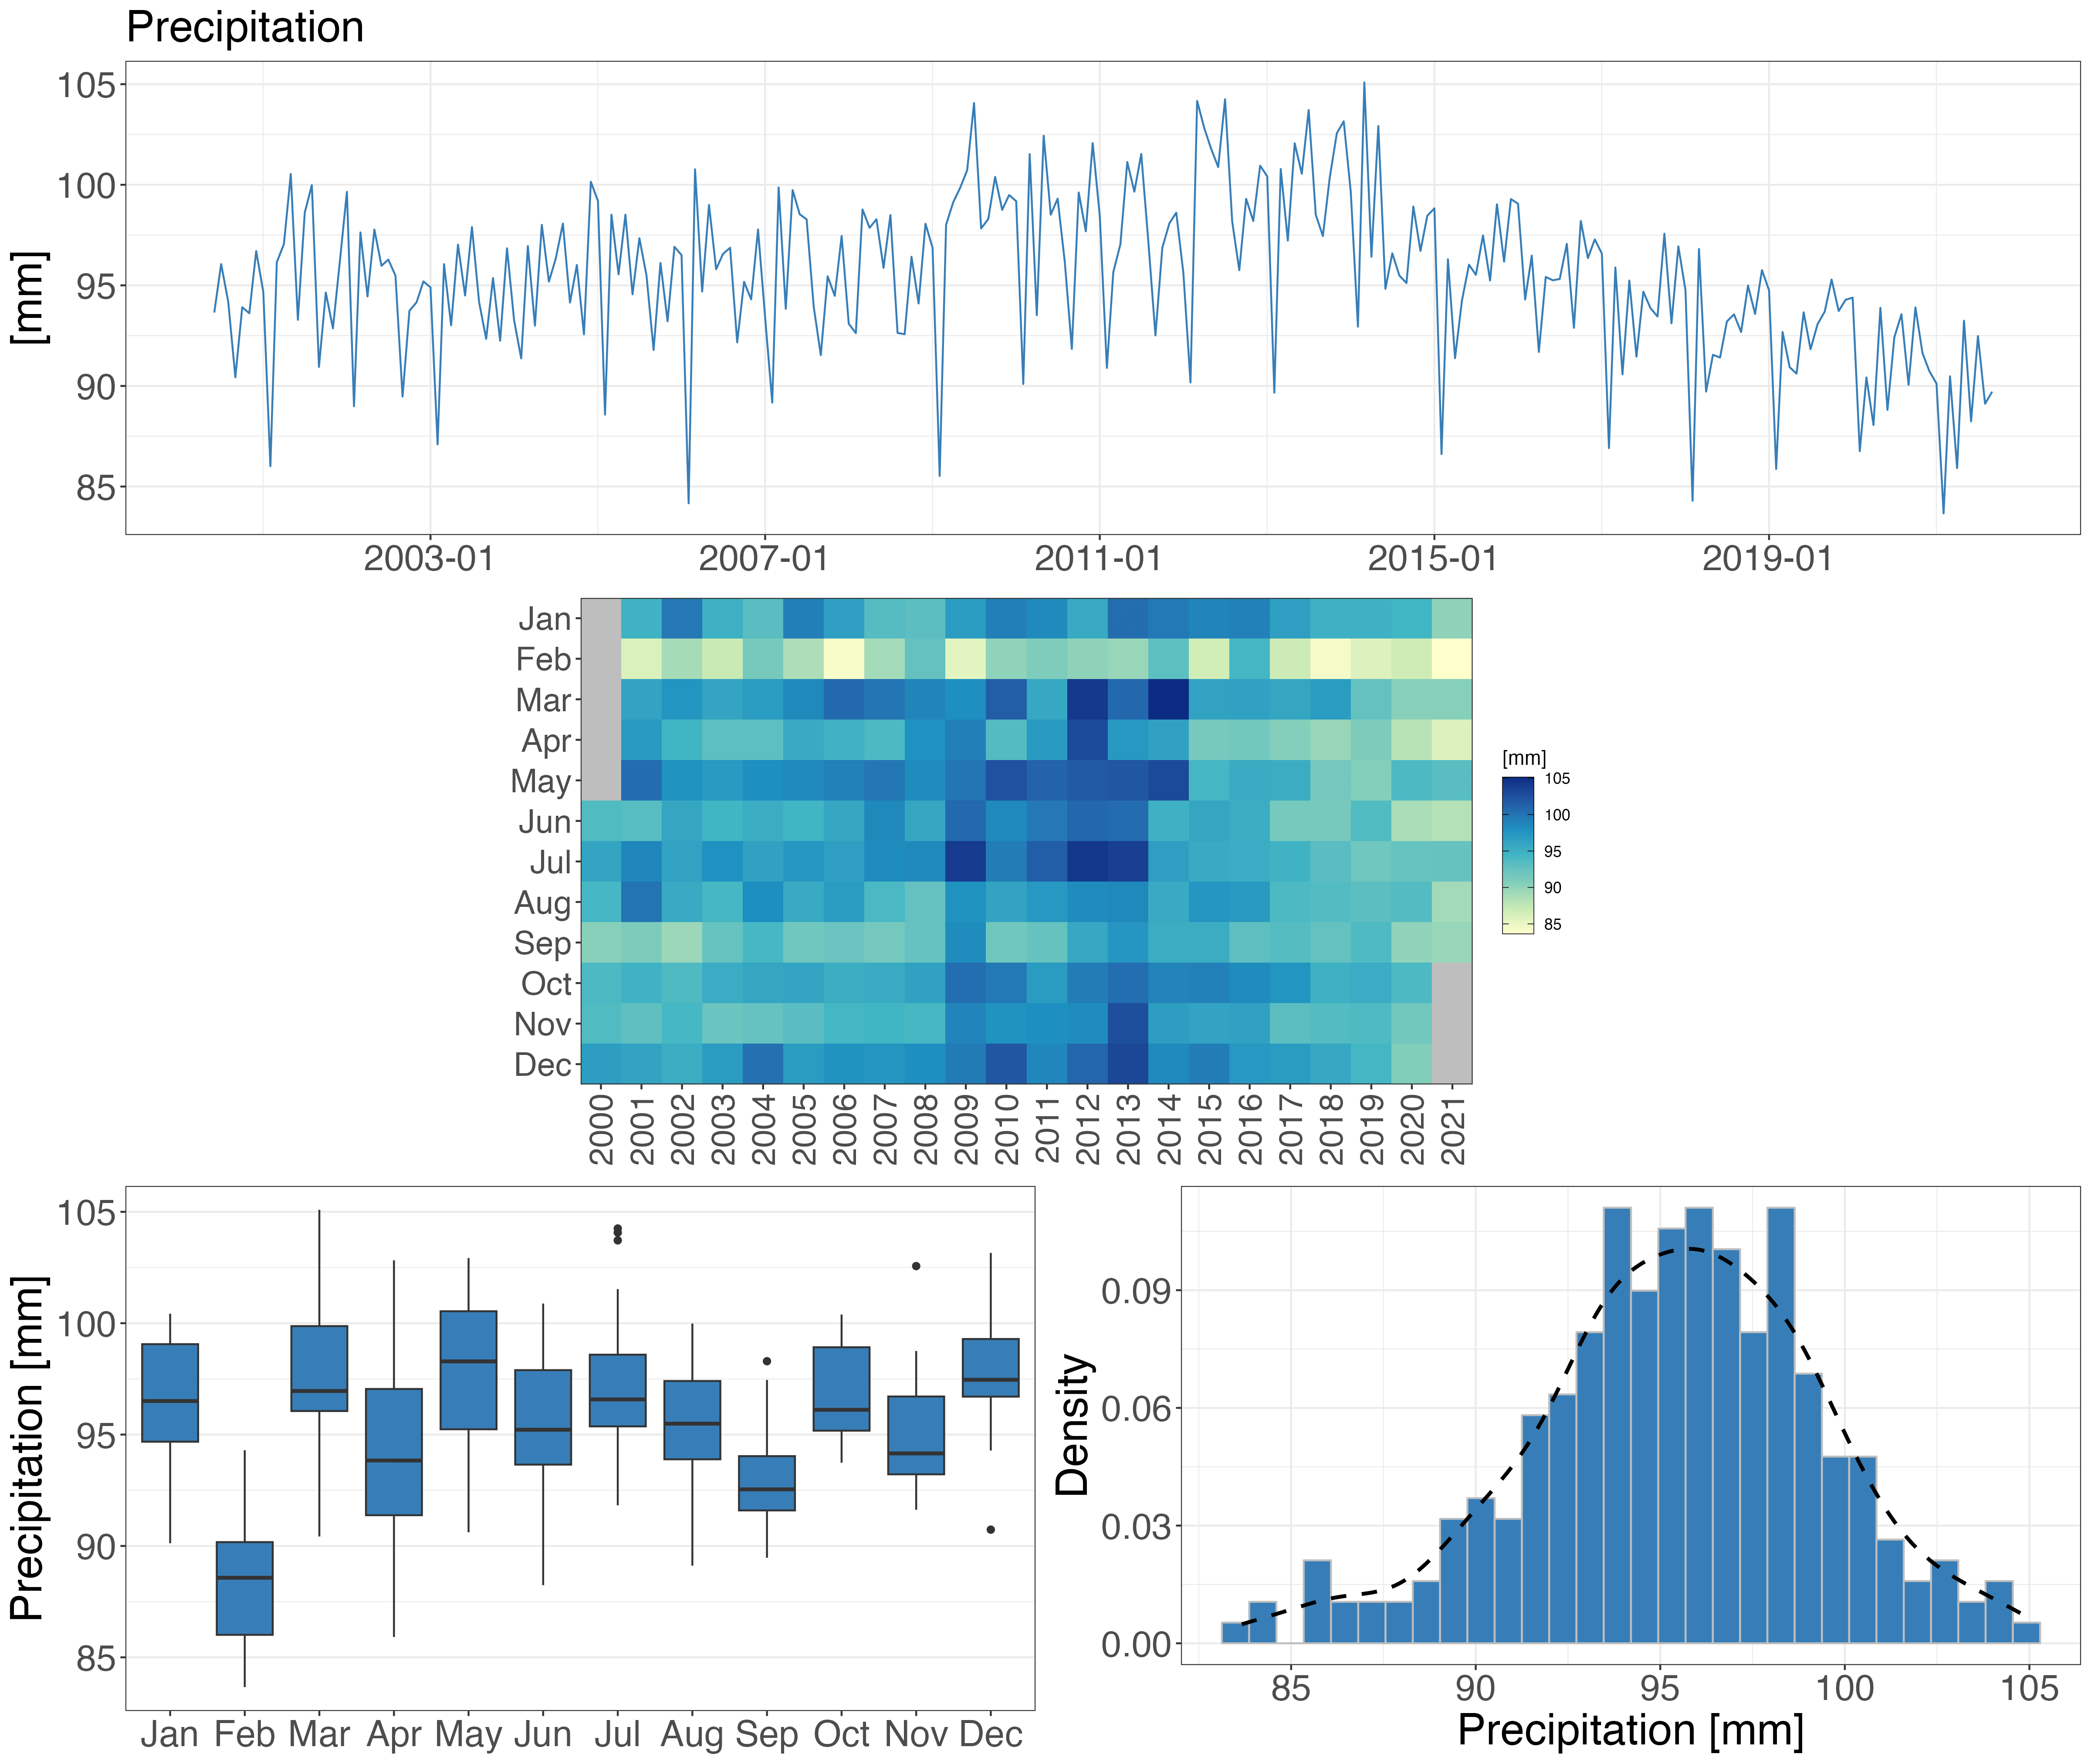 Precipitation
[mm]
105
100
95
90
85
2003-01 2007-01 2011-01 2015-01 2019-01
Jan
Feb
Mar
Apr
May
Jun
Jul
Aug
Sep
Oct
Nov
Dec
2000 2001 2002 2003 2004 2005 2006 2007 2008 2009 2010 2011 2012 2013 2014 2015 2016 2017 2018 2019 2020 2021
[mm]
105
100
95
90
85
Precipitation [mm]
105
100
95
90
85
Jan Feb Mar Apr May Jun Jul Aug Sep Oct Nov Dec
Density
0.09
0.06
0.03
0.00
85 90 95 100 105
Precipitation [mm]